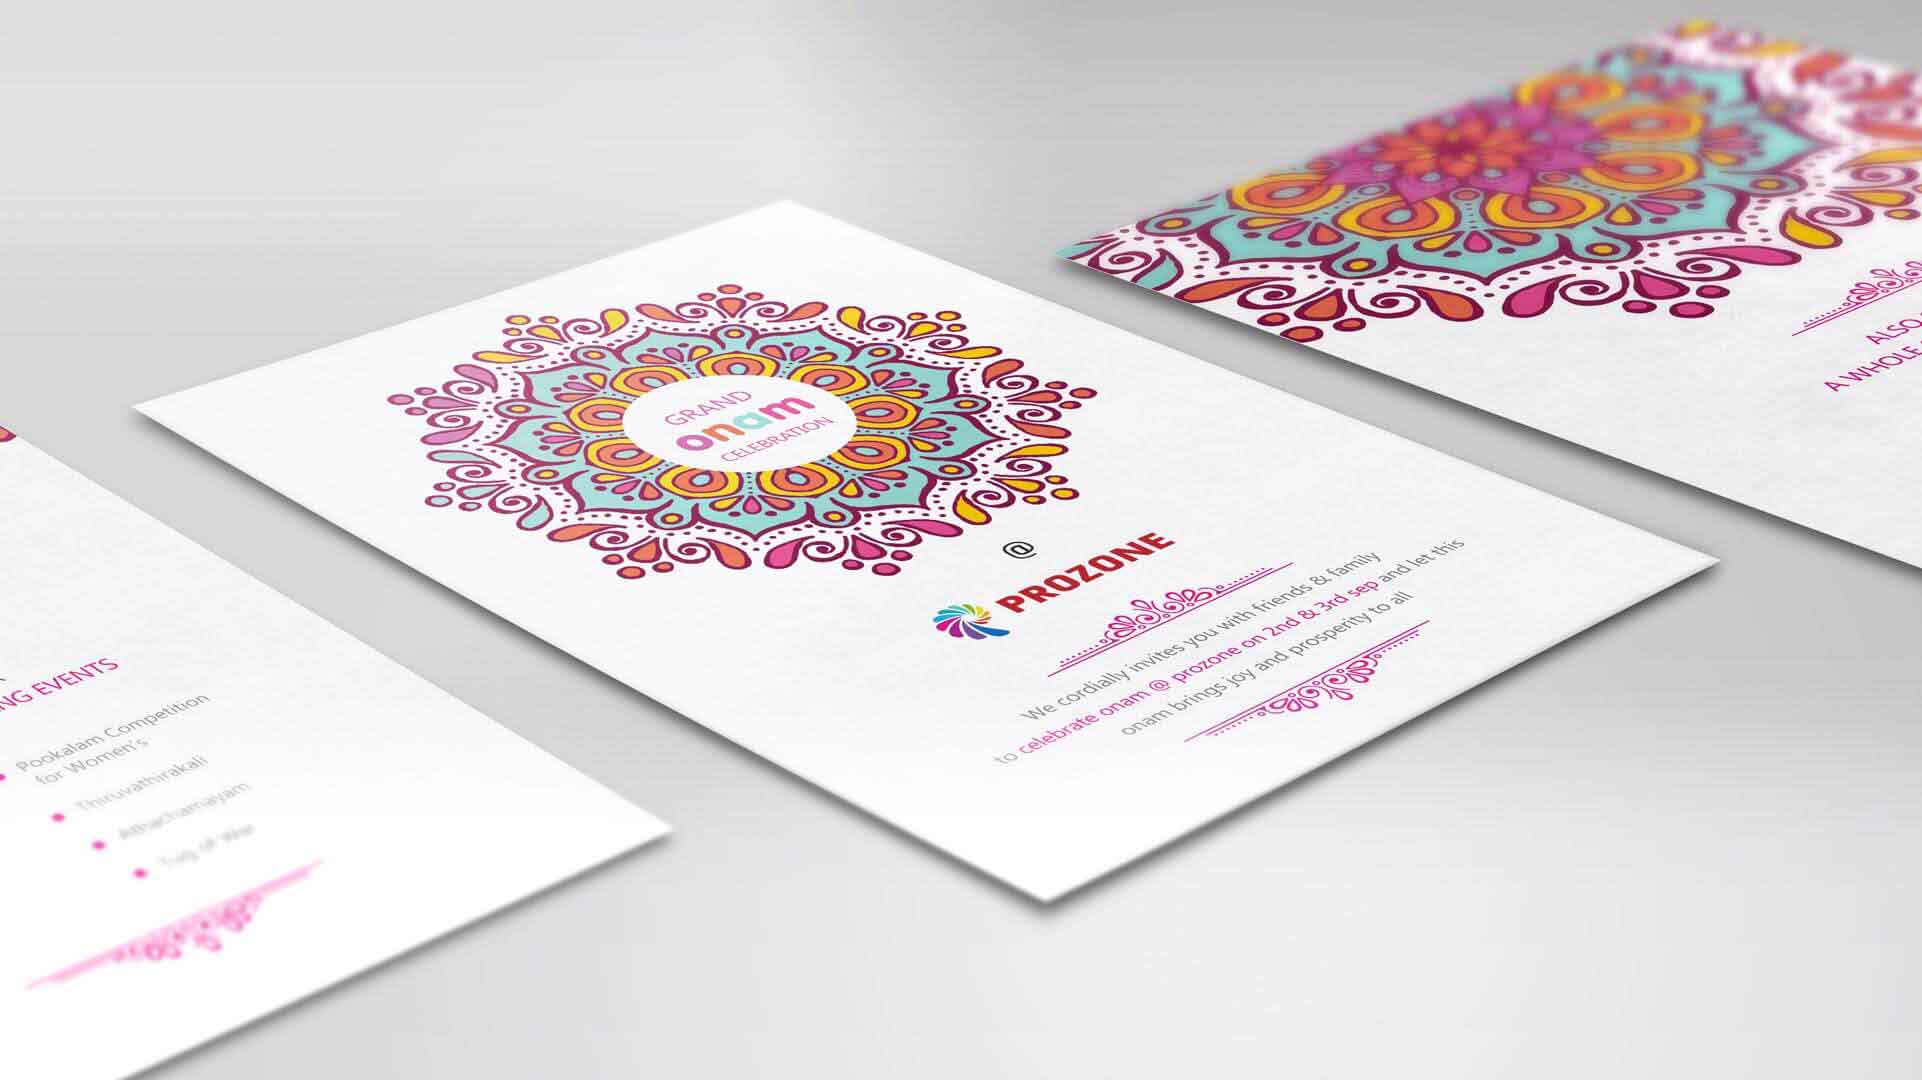 GRAND
onam
CELEBRATION
@
PROZONE
We cordially invites you with friends & family
to celebrate onam @ prozone on 2nd & 3rd sep and let this
onam brings joy and prosperity to all
NG EVENTS
Pookalam Competition
for Women's
Thiruvathirakali
Athachamayam
Tug of War
ALSO
A WHOLE